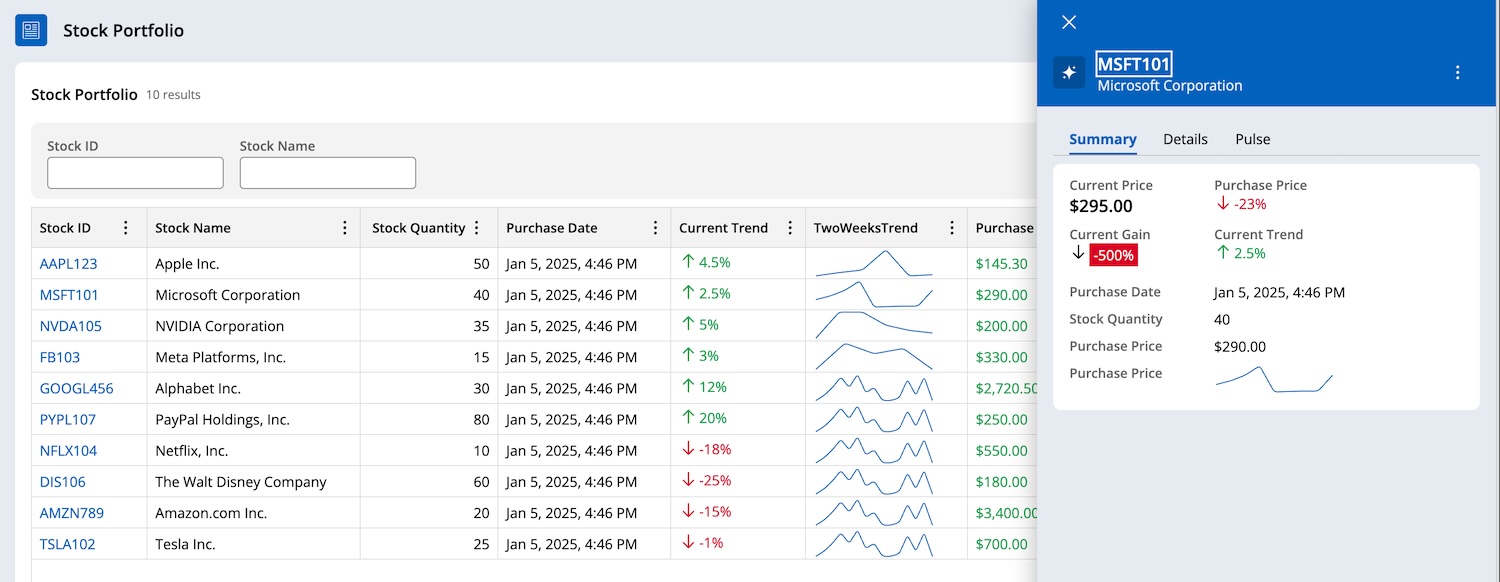 Stock Portfolio
Stock Portfolio 10 results
Stock ID Stock Name
Stock ID Stock Name Stock Quantity Purchase Date Current Trend TwoWeeksTrend Purchase
AAPL123 Apple Inc. 50 Jan 5, 2025, 4:46 PM 4.5% $145.30
MSFT101 Microsoft Corporation 40 Jan 5, 2025, 4:46 PM 2.5% $290.00
NVDA105 NVIDIA Corporation 35 Jan 5, 2025, 4:46 PM 5% $200.00
FB103 Meta Platforms, Inc. 15 Jan 5, 2025, 4:46 PM 3% $330.00
GOOGL456 Alphabet Inc. 30 Jan 5, 2025, 4:46 PM 12% $2,720.50
PYPL107 PayPal Holdings, Inc. 80 Jan 5, 2025, 4:46 PM 20% $250.00
NFLX104 Netflix, Inc. 10 Jan 5, 2025, 4:46 PM -18% $550.00
DIS106 The Walt Disney Company 60 Jan 5, 2025, 4:46 PM -25% $180.00
AMZN789 Amazon.com Inc. 20 Jan 5, 2025, 4:46 PM -15% $3,400.00
TSLA102 Tesla Inc. 25 Jan 5, 2025, 4:46 PM -1% $700.00
MSFT101
Microsoft Corporation
Summary Details Pulse
Current Price Purchase Price
$295.00 -23%
Current Gain Current Trend
-500% 2.5%
Purchase Date Jan 5, 2025, 4:46 PM
Stock Quantity 40
Purchase Price $290.00
Purchase Price